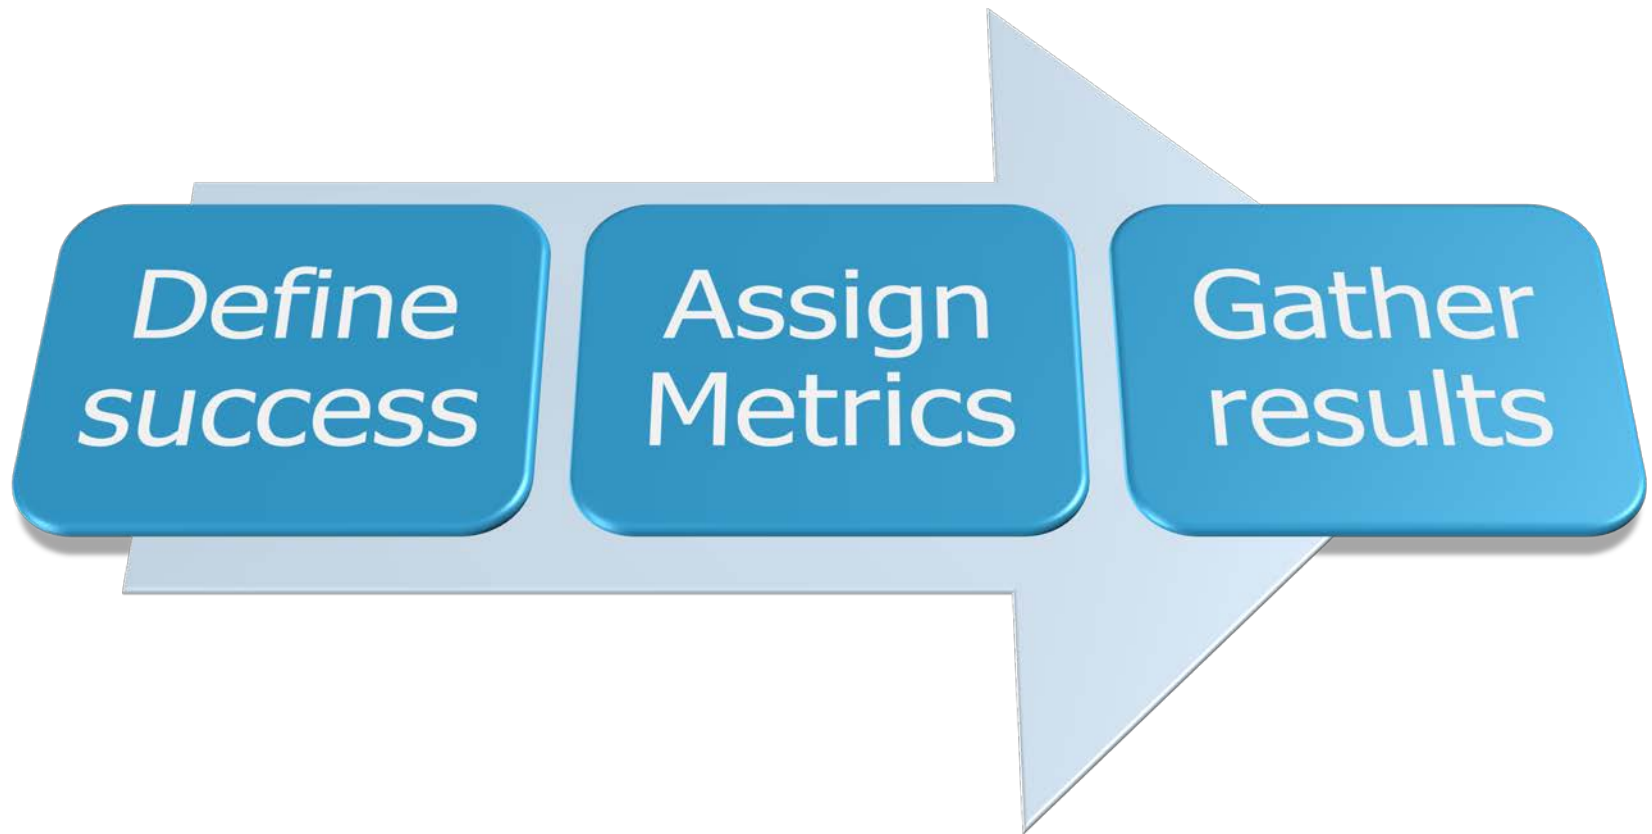 Define
success
Assign
Metrics
Gather
results